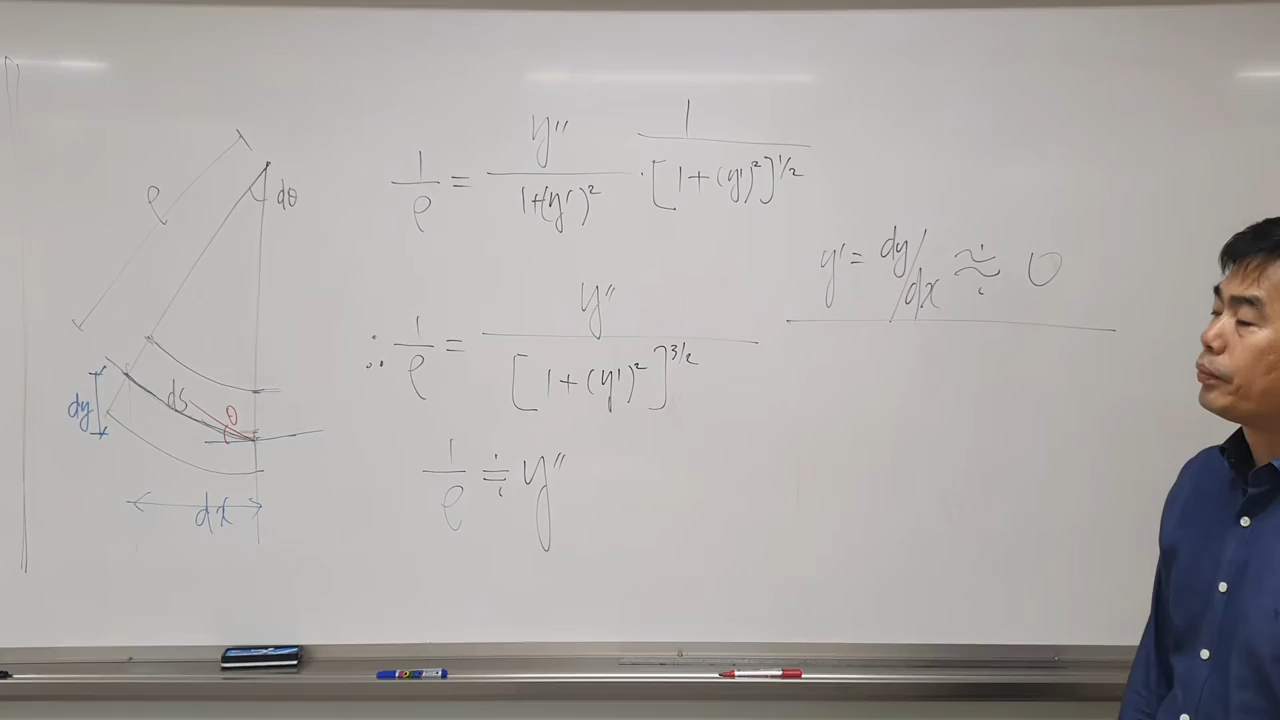 ρ
dθ
dy
ds
θ
dx
1/ρ = y''/(1+(y')²) · 1/[1+(y')²]^1/2
∴ 1/ρ = y''/[1+(y')²]^3/2
1/ρ ≒ y''
y' = dy/dx ≒ 0